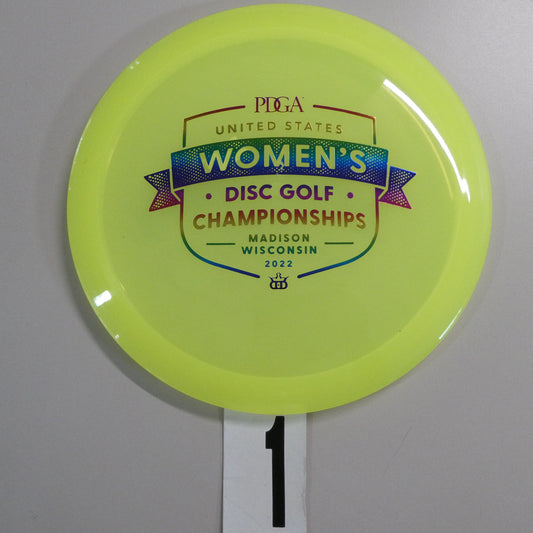 PDGA
UNITED STATES
WOMEN'S
• DISC GOLF •
CHAMPIONSHIPS
MADISON
WISCONSIN
2022
1